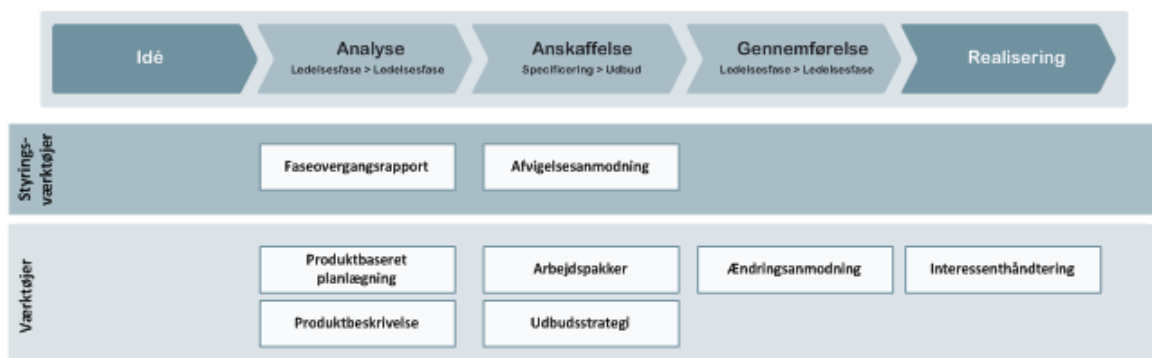 Idé
Analyse
Ledelsesfase > Ledelsesfase
Anskaffelse
Specificering > Udbud
Gennemførelse
Ledelsesfase > Ledelsesfase
Realisering
Styrings-
værktøjer
Faseovergangsrapport
Afvigelsesanmodning
Værktøjer
Produktbaseret
planlægning
Arbejdspakker
Ændringsanmodning
Interessenthåndtering
Produktbeskrivelse
Udbudsstrategi